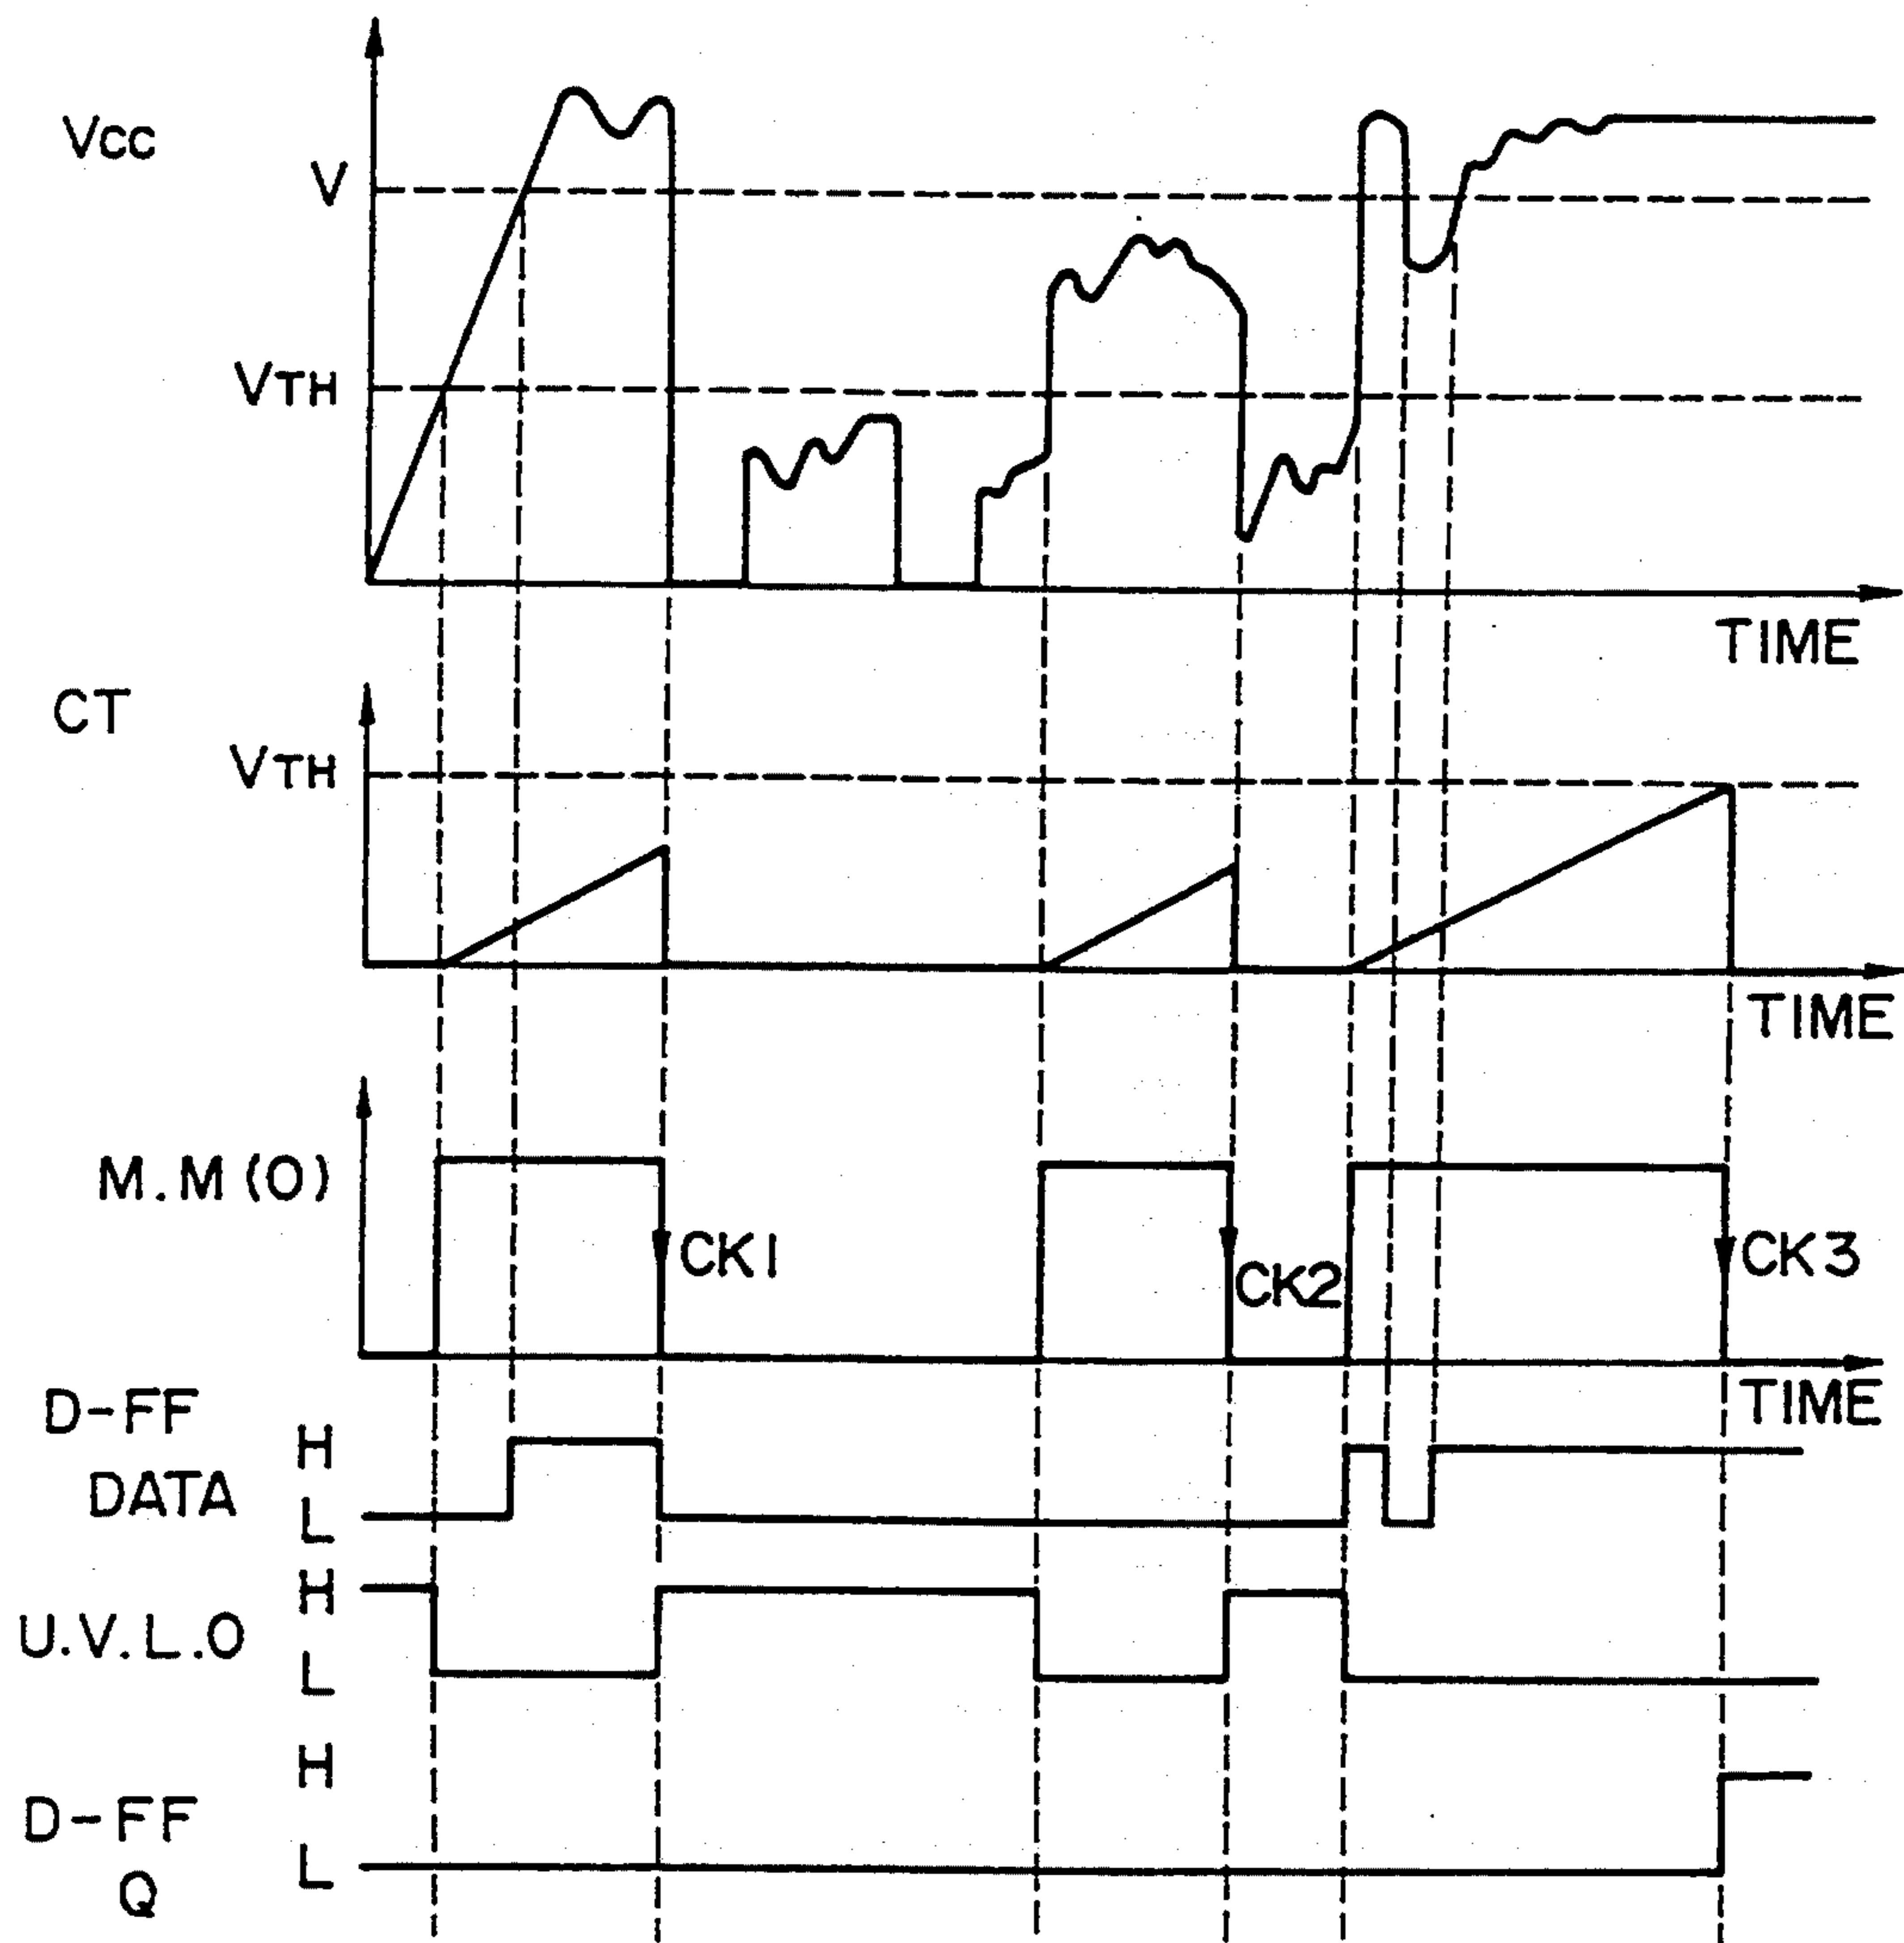 Vcc
V
VTH
TIME
CT
VTH
TIME
M.M(O)
CK1
CK2
CK3
TIME
D-FF
DATA
H
L
U.V.L.O
H
L
D-FF
Q
H
L